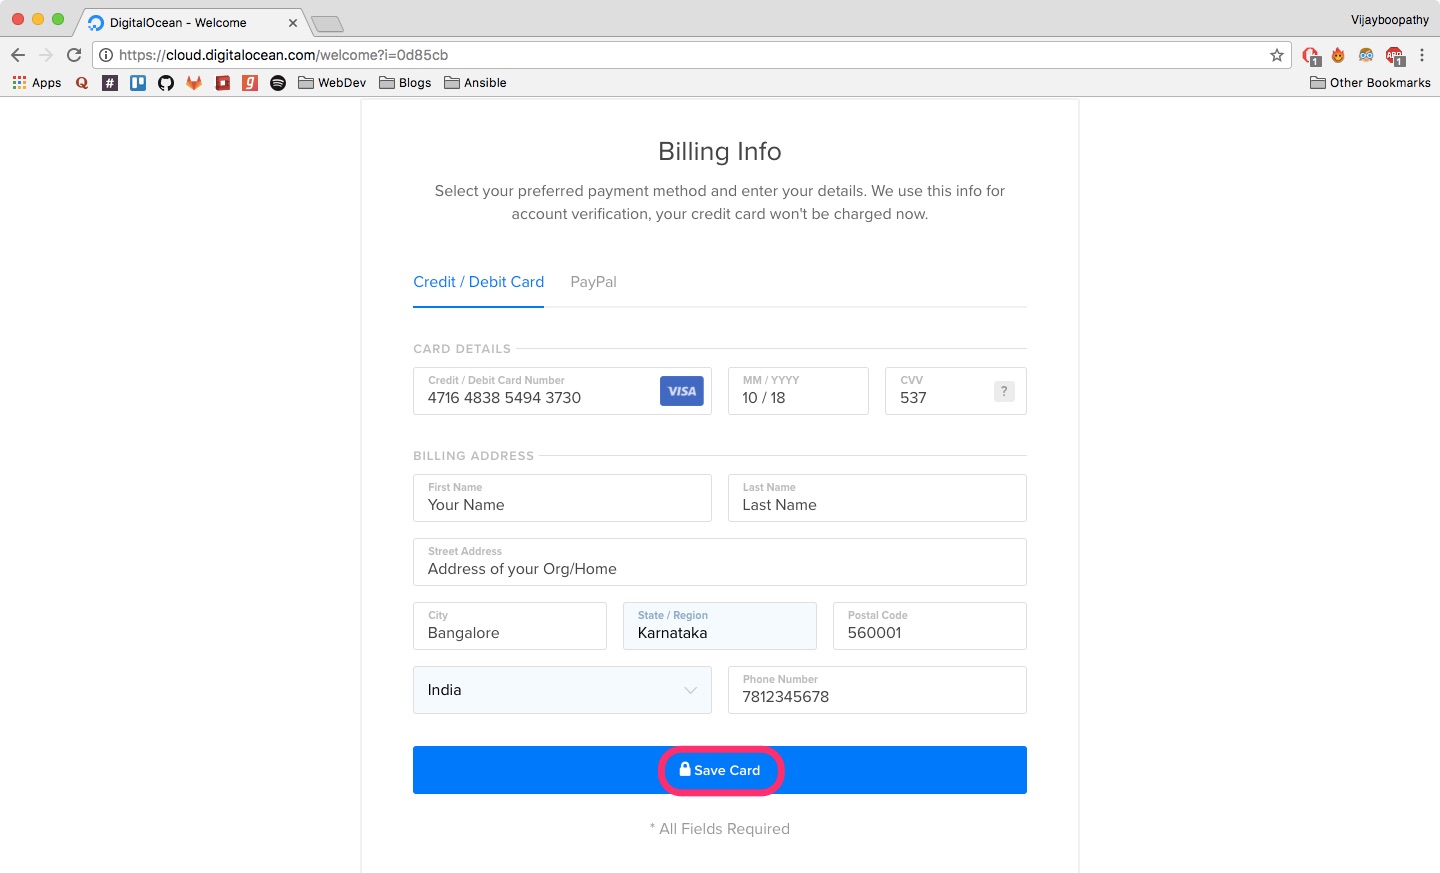 DigitalOcean - Welcome
Vijayboopathy
https://cloud.digitalocean.com/welcome?i=0d85cb
1
ABP
1
Apps
Q
#
g
WebDev
Blogs
Ansible
Other Bookmarks
Billing Info
Select your preferred payment method and enter your details. We use this info for
account verification, your credit card won't be charged now.
Credit / Debit Card PayPal
CARD DETAILS
Credit / Debit Card Number
4716 4838 5494 3730
VISA
MM / YYYY
10 / 18
CVV
537
?
BILLING ADDRESS
First Name
Your Name
Last Name
Last Name
Street Address
Address of your Org/Home
City
Bangalore
State / Region
Karnataka
Postal Code
560001
India
Phone Number
7812345678
Save Card
* All Fields Required